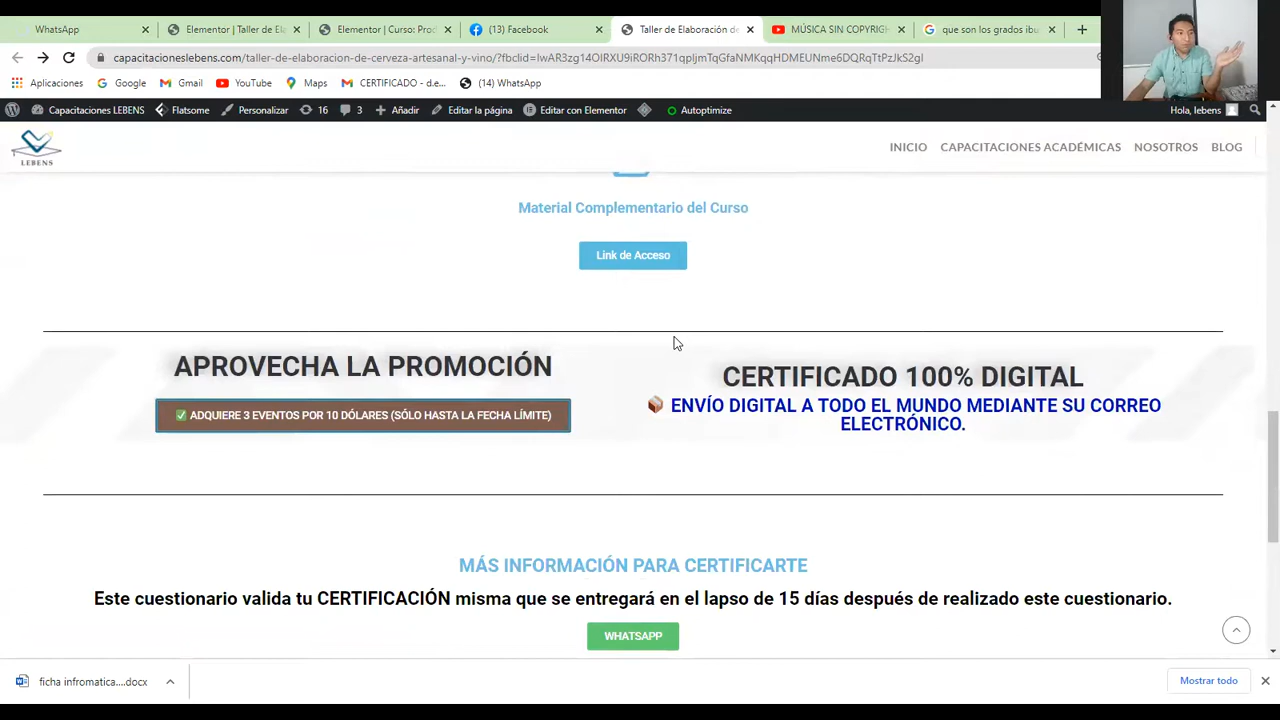 WhatsApp
Elementor | Taller de Ela
Elementor | Curso: Proc
(13) Facebook
Taller de Elaboración de
MÚSICA SIN COPYRIGH
que son los grados ibu
capacitacioneslebens.com/taller-de-elaboracion-de-cerveza-artesanal-y-vino/?fbclid=IwAR3zg14OIRXU9iRORh371qpIjmTqGfaNMKqqHDMEUNme6DQRqTtPzJkS2gI
Aplicaciones
Google
Gmail
YouTube
Maps
CERTIFICADO - d.e...
(14) WhatsApp
Capacitaciones LEBENS
Flatsome
Personalizar
16
3
Añadir
Editar la página
Editar con Elementor
Autoptimize
Hola, lebens
LEBENS
INICIO
CAPACITACIONES ACADÉMICAS
NOSOTROS
BLOG
Material Complementario del Curso
Link de Acceso
APROVECHA LA PROMOCIÓN
✅ ADQUIERE 3 EVENTOS POR 10 DÓLARES (SÓLO HASTA LA FECHA LÍMITE)
CERTIFICADO 100% DIGITAL
📦 ENVÍO DIGITAL A TODO EL MUNDO MEDIANTE SU CORREO
ELECTRÓNICO.
MÁS INFORMACIÓN PARA CERTIFICARTE
Este cuestionario valida tu CERTIFICACIÓN misma que se entregará en el lapso de 15 días después de realizado este cuestionario.
WHATSAPP
ficha infromatica....docx
Mostrar todo